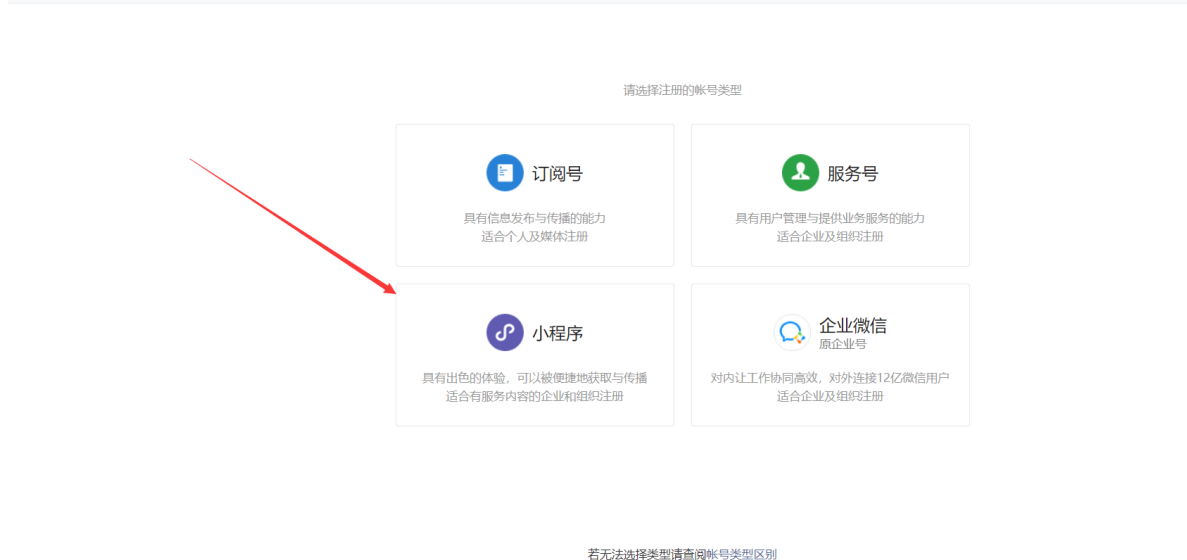 请选择注册的帐号类型
订阅号
具有信息发布与传播的能力
适合个人及媒体注册
服务号
具有用户管理与提供业务服务的能力
适合企业及组织注册
小程序
具有出色的体验，可以被便捷地获取与传播
适合有服务内容的企业和组织注册
企业微信
原企业号
对内让工作协同高效，对外连接12亿微信用户
适合企业及组织注册
若无法选择类型请查阅帐号类型区别